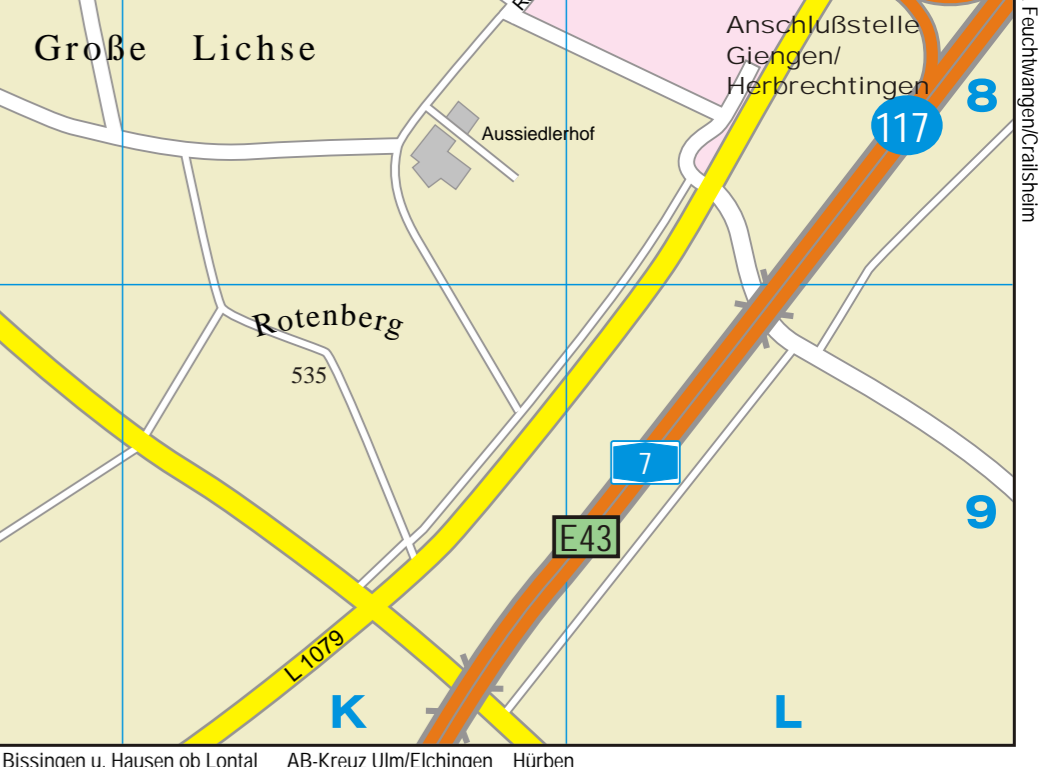 Große Lichse
Anschlußstelle
Giengen/
Herbrechtingen
117
8
Feuchtwangen/Crailsheim
Aussiedlerhof
Rotenberg
535
7
9
E43
L 1079
K
L
Bissingen u. Hausen ob Lontal
AB-Kreuz Ulm/Elchingen
Hürben